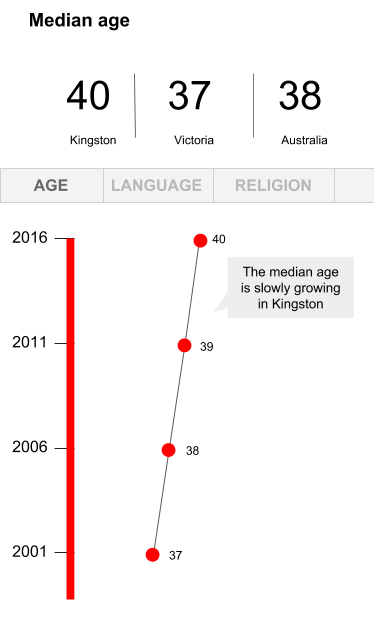 Median age
40 37 38
Kingston Victoria Australia
AGE LANGUAGE RELIGION
2016 40
The median age
is slowly growing
in Kingston
2011 39
2006 38
2001 37